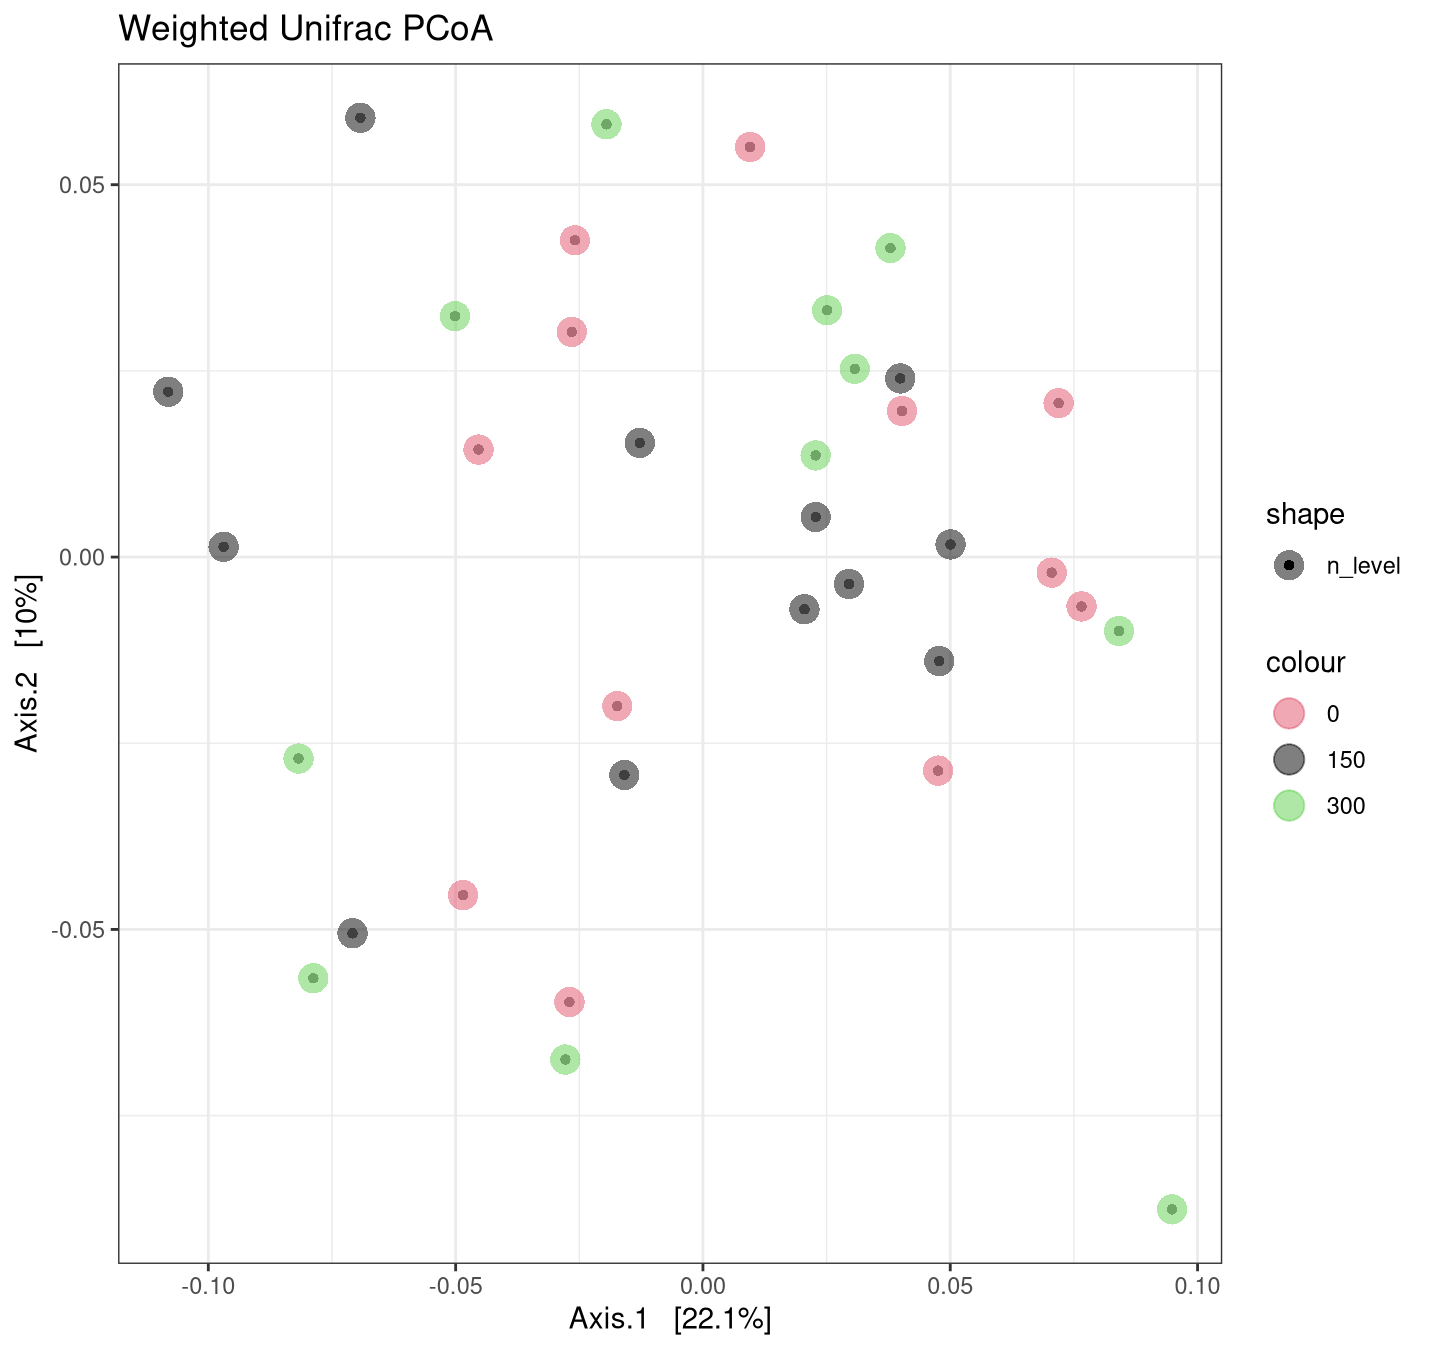 Weighted Unifrac PCoA
0.05
0.00
-0.05
Axis.2 [10%]
-0.10
-0.05
0.00
0.05
0.10
Axis.1 [22.1%]
shape
n_level
colour
0
150
300